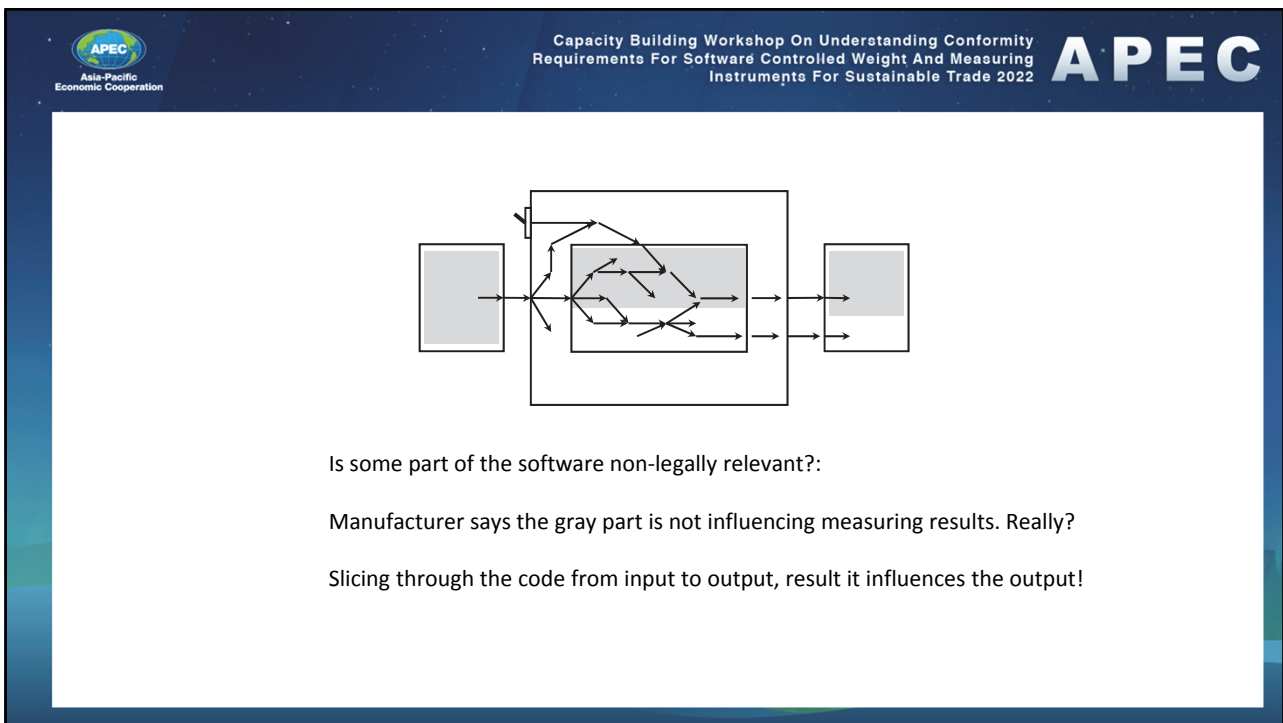 APEC
Asia-Pacific
Economic Cooperation
Capacity Building Workshop On Understanding Conformity
Requirements For Software Controlled Weight And Measuring
Instruments For Sustainable Trade 2022
APEC
Is some part of the software non-legally relevant?:
Manufacturer says the gray part is not influencing measuring results. Really?
Slicing through the code from input to output, result it influences the output!